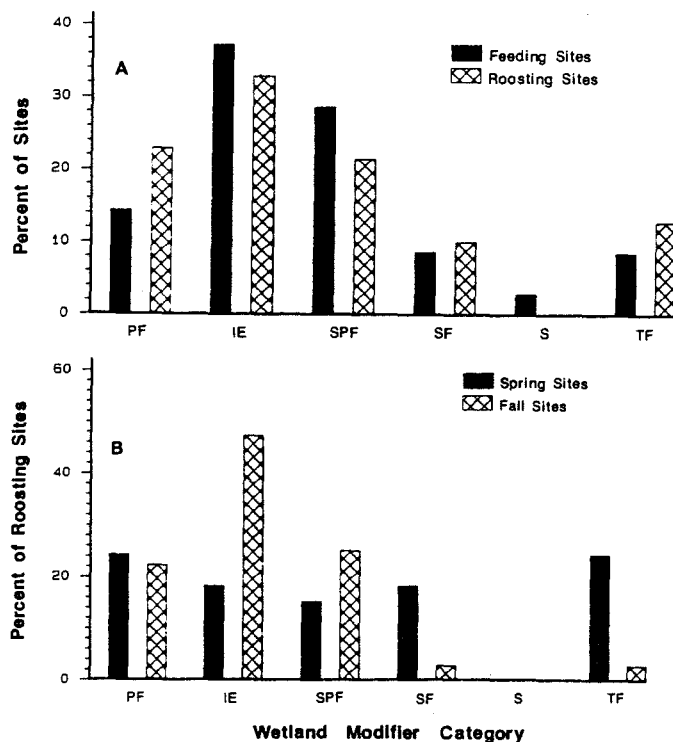 40
30
20
10
0
Percent of Sites
A
Feeding Sites
Roosting Sites
PF IE SPF SF S TF
60
40
20
0
Percent of Roosting Sites
B
Spring Sites
Fall Sites
PF IE SPF SF S TF
Wetland Modifier Category